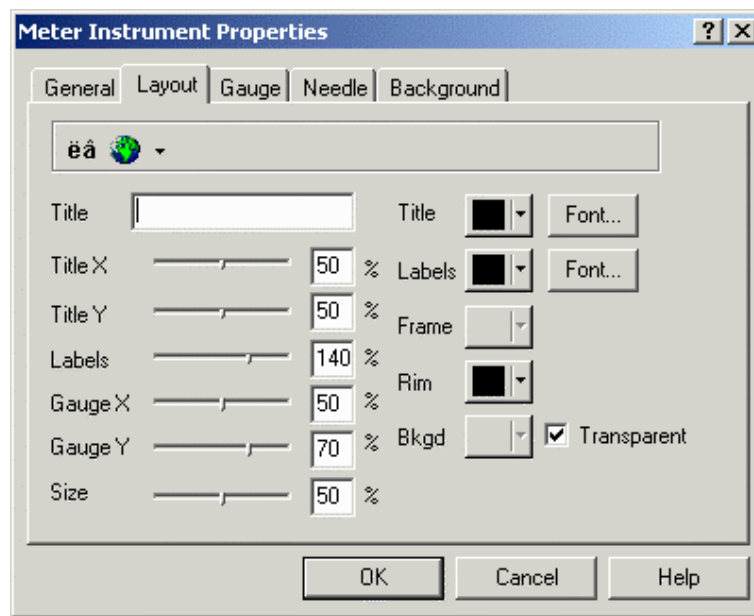 Meter Instrument Properties
General Layout Gauge Needle Background
ëâ
Title Title Font...
Title X 50 % Labels Font...
Title Y 50 % Frame
Labels 140 % Rim
Gauge X 50 %
Gauge Y 70 % Bkgd Transparent
Size 50 %
OK Cancel Help